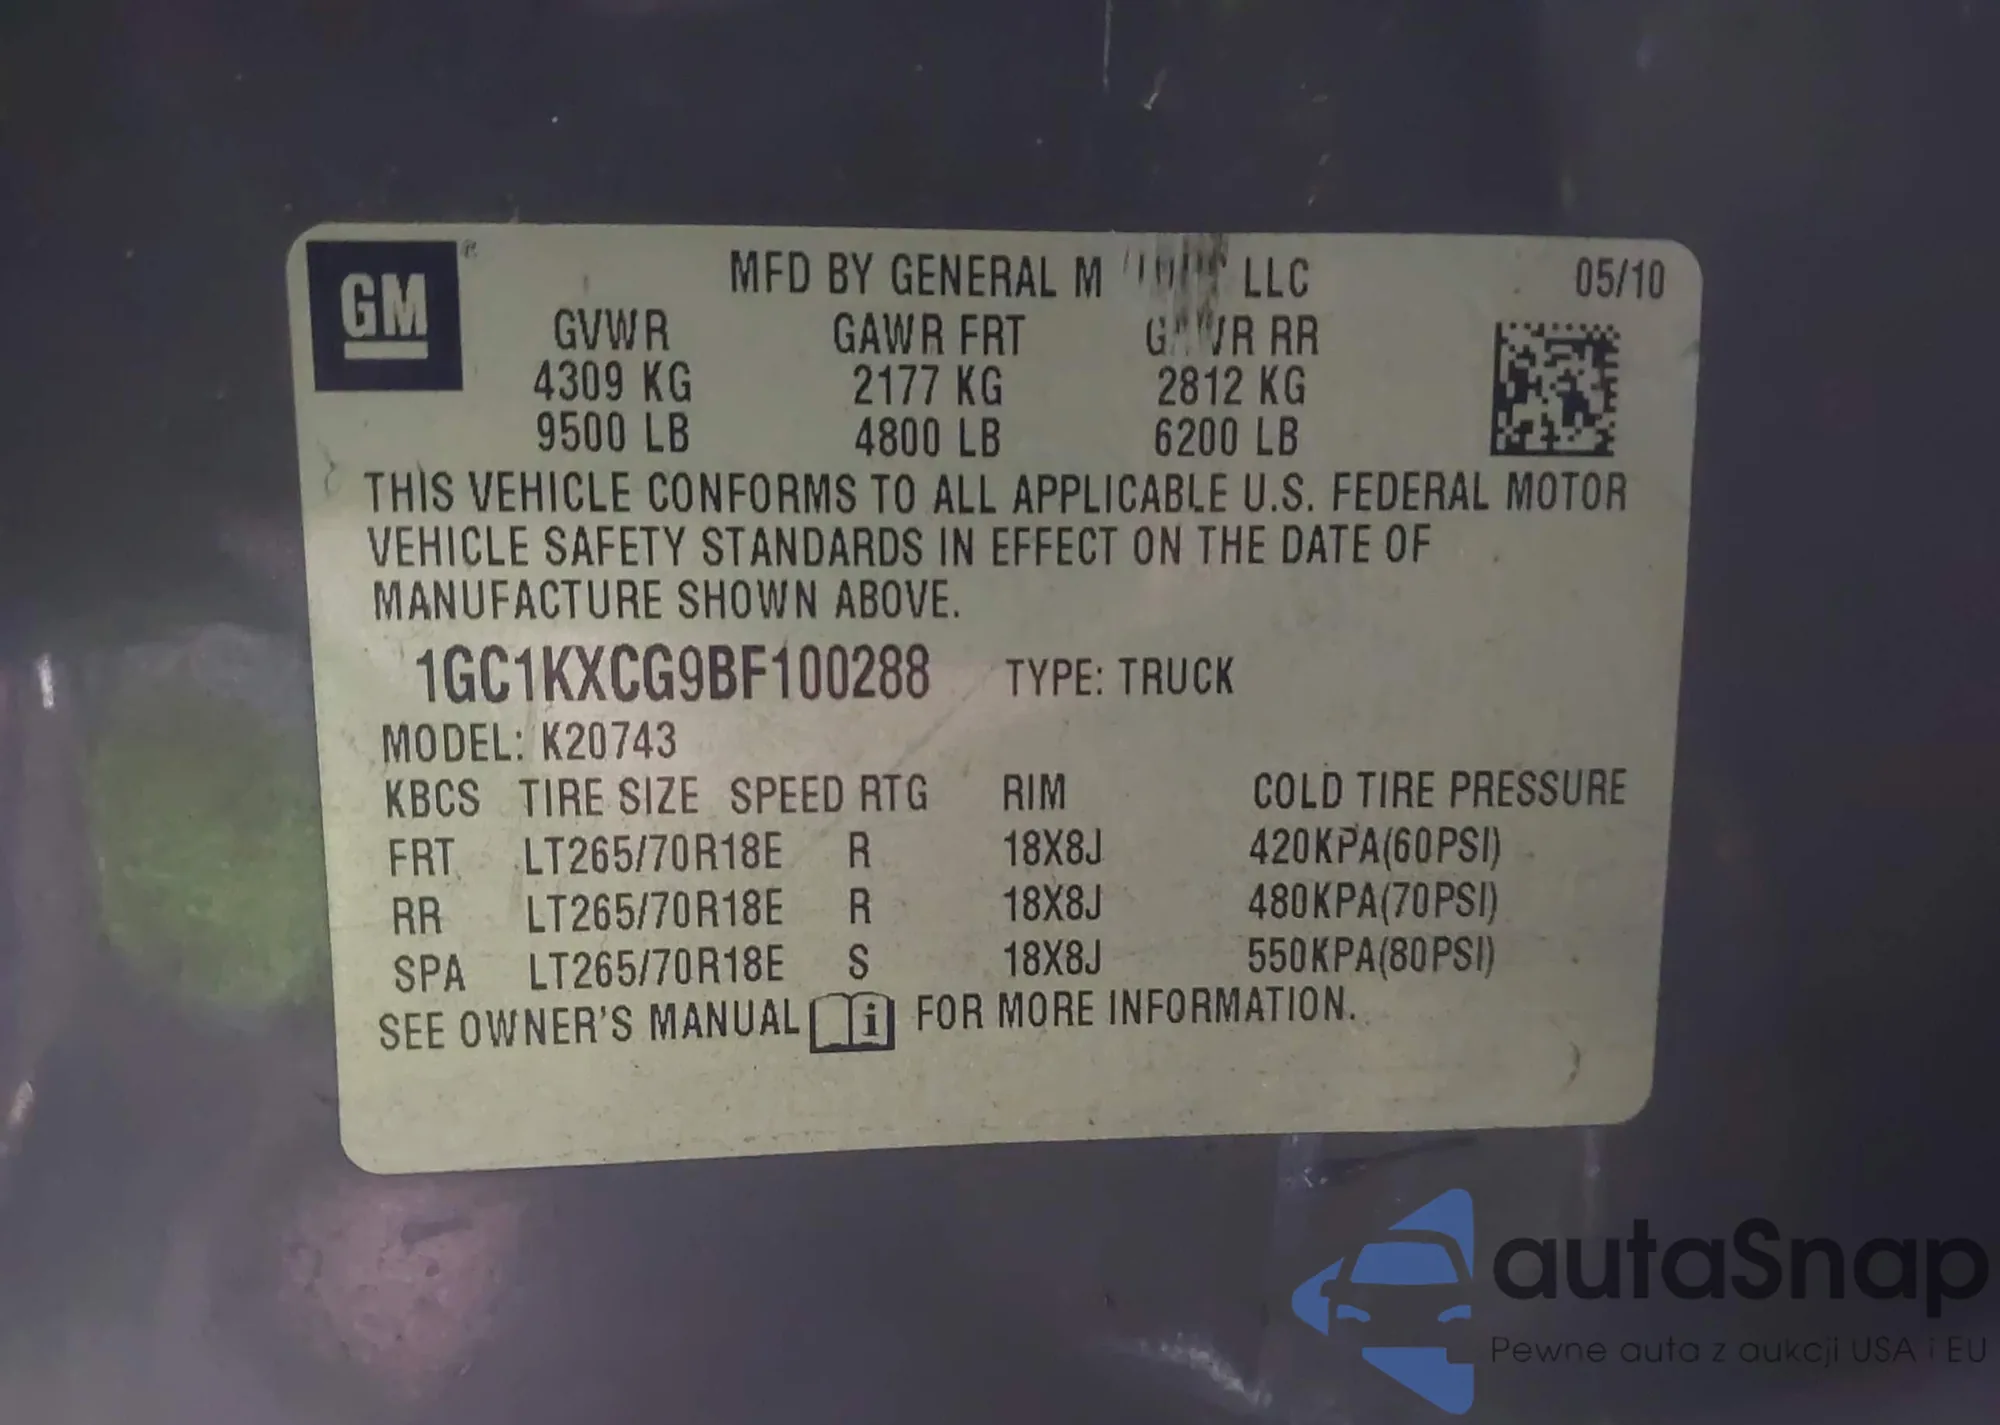 GM ®
MFD BY GENERAL M LLC 05/10
GVWR GAWR FRT RR
4309 KG 2177 KG 2812 KG
9500 LB 4800 LB 6200 LB
THIS VEHICLE CONFORMS TO ALL APPLICABLE U.S. FEDERAL MOTOR
VEHICLE SAFETY STANDARDS IN EFFECT ON THE DATE OF
MANUFACTURE SHOWN ABOVE.
1GC1KXCG9BF100288 TYPE: TRUCK
MODEL: K20743
KBCS TIRE SIZE SPEED RTG RIM COLD TIRE PRESSURE
FRT LT265/70R18E R 18X8J 420KPA(60PSI)
RR LT265/70R18E R 18X8J 480KPA(70PSI)
SPA LT265/70R18E S 18X8J 550KPA(80PSI)
SEE OWNER'S MANUAL i FOR MORE INFORMATION.
autaSnap
Pewne auta z aukcji USA i EU